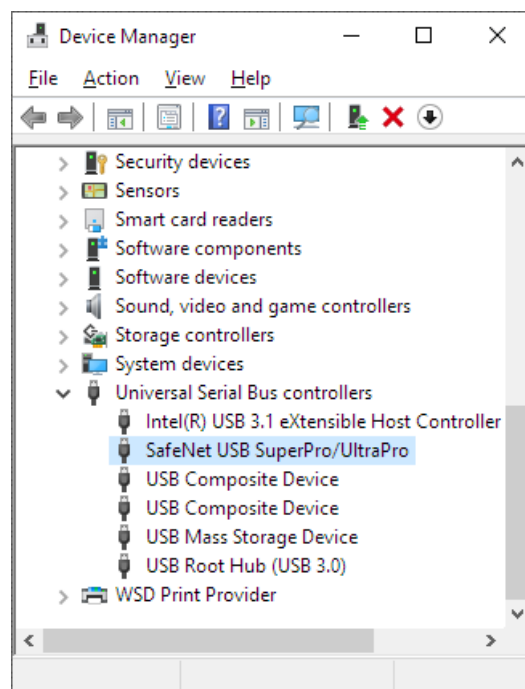 Device Manager
File Action View Help
Security devices
Sensors
Smart card readers
Software components
Software devices
Sound, video and game controllers
Storage controllers
System devices
Universal Serial Bus controllers
Intel(R) USB 3.1 eXtensible Host Controller
SafeNet USB SuperPro/UltraPro
USB Composite Device
USB Composite Device
USB Mass Storage Device
USB Root Hub (USB 3.0)
WSD Print Provider